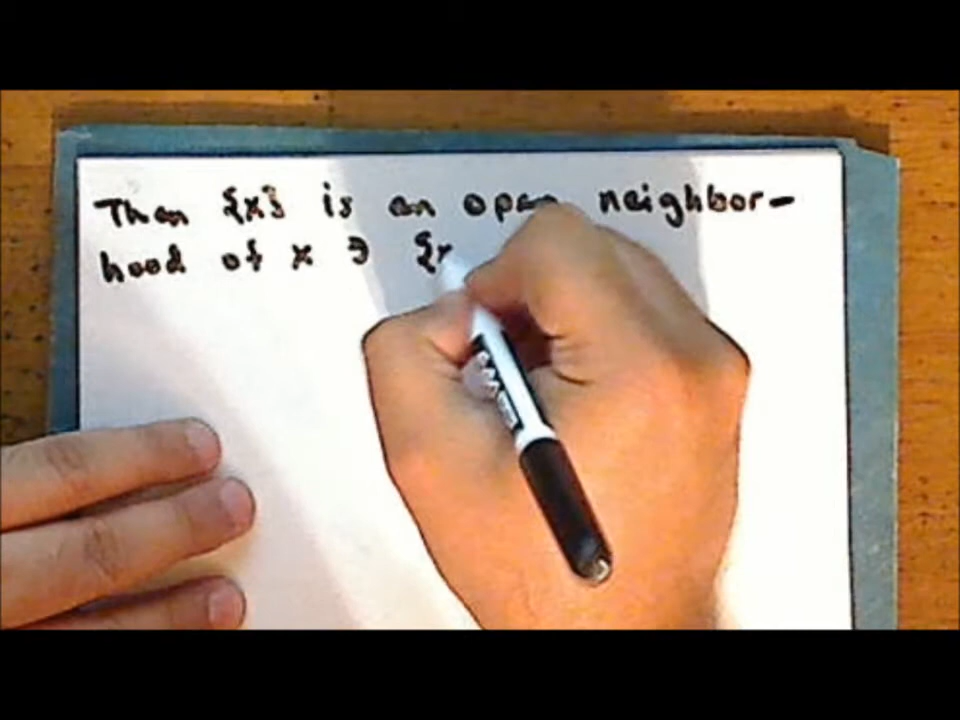 Then {x} is an open neighbor-
hood of x ∋ {x